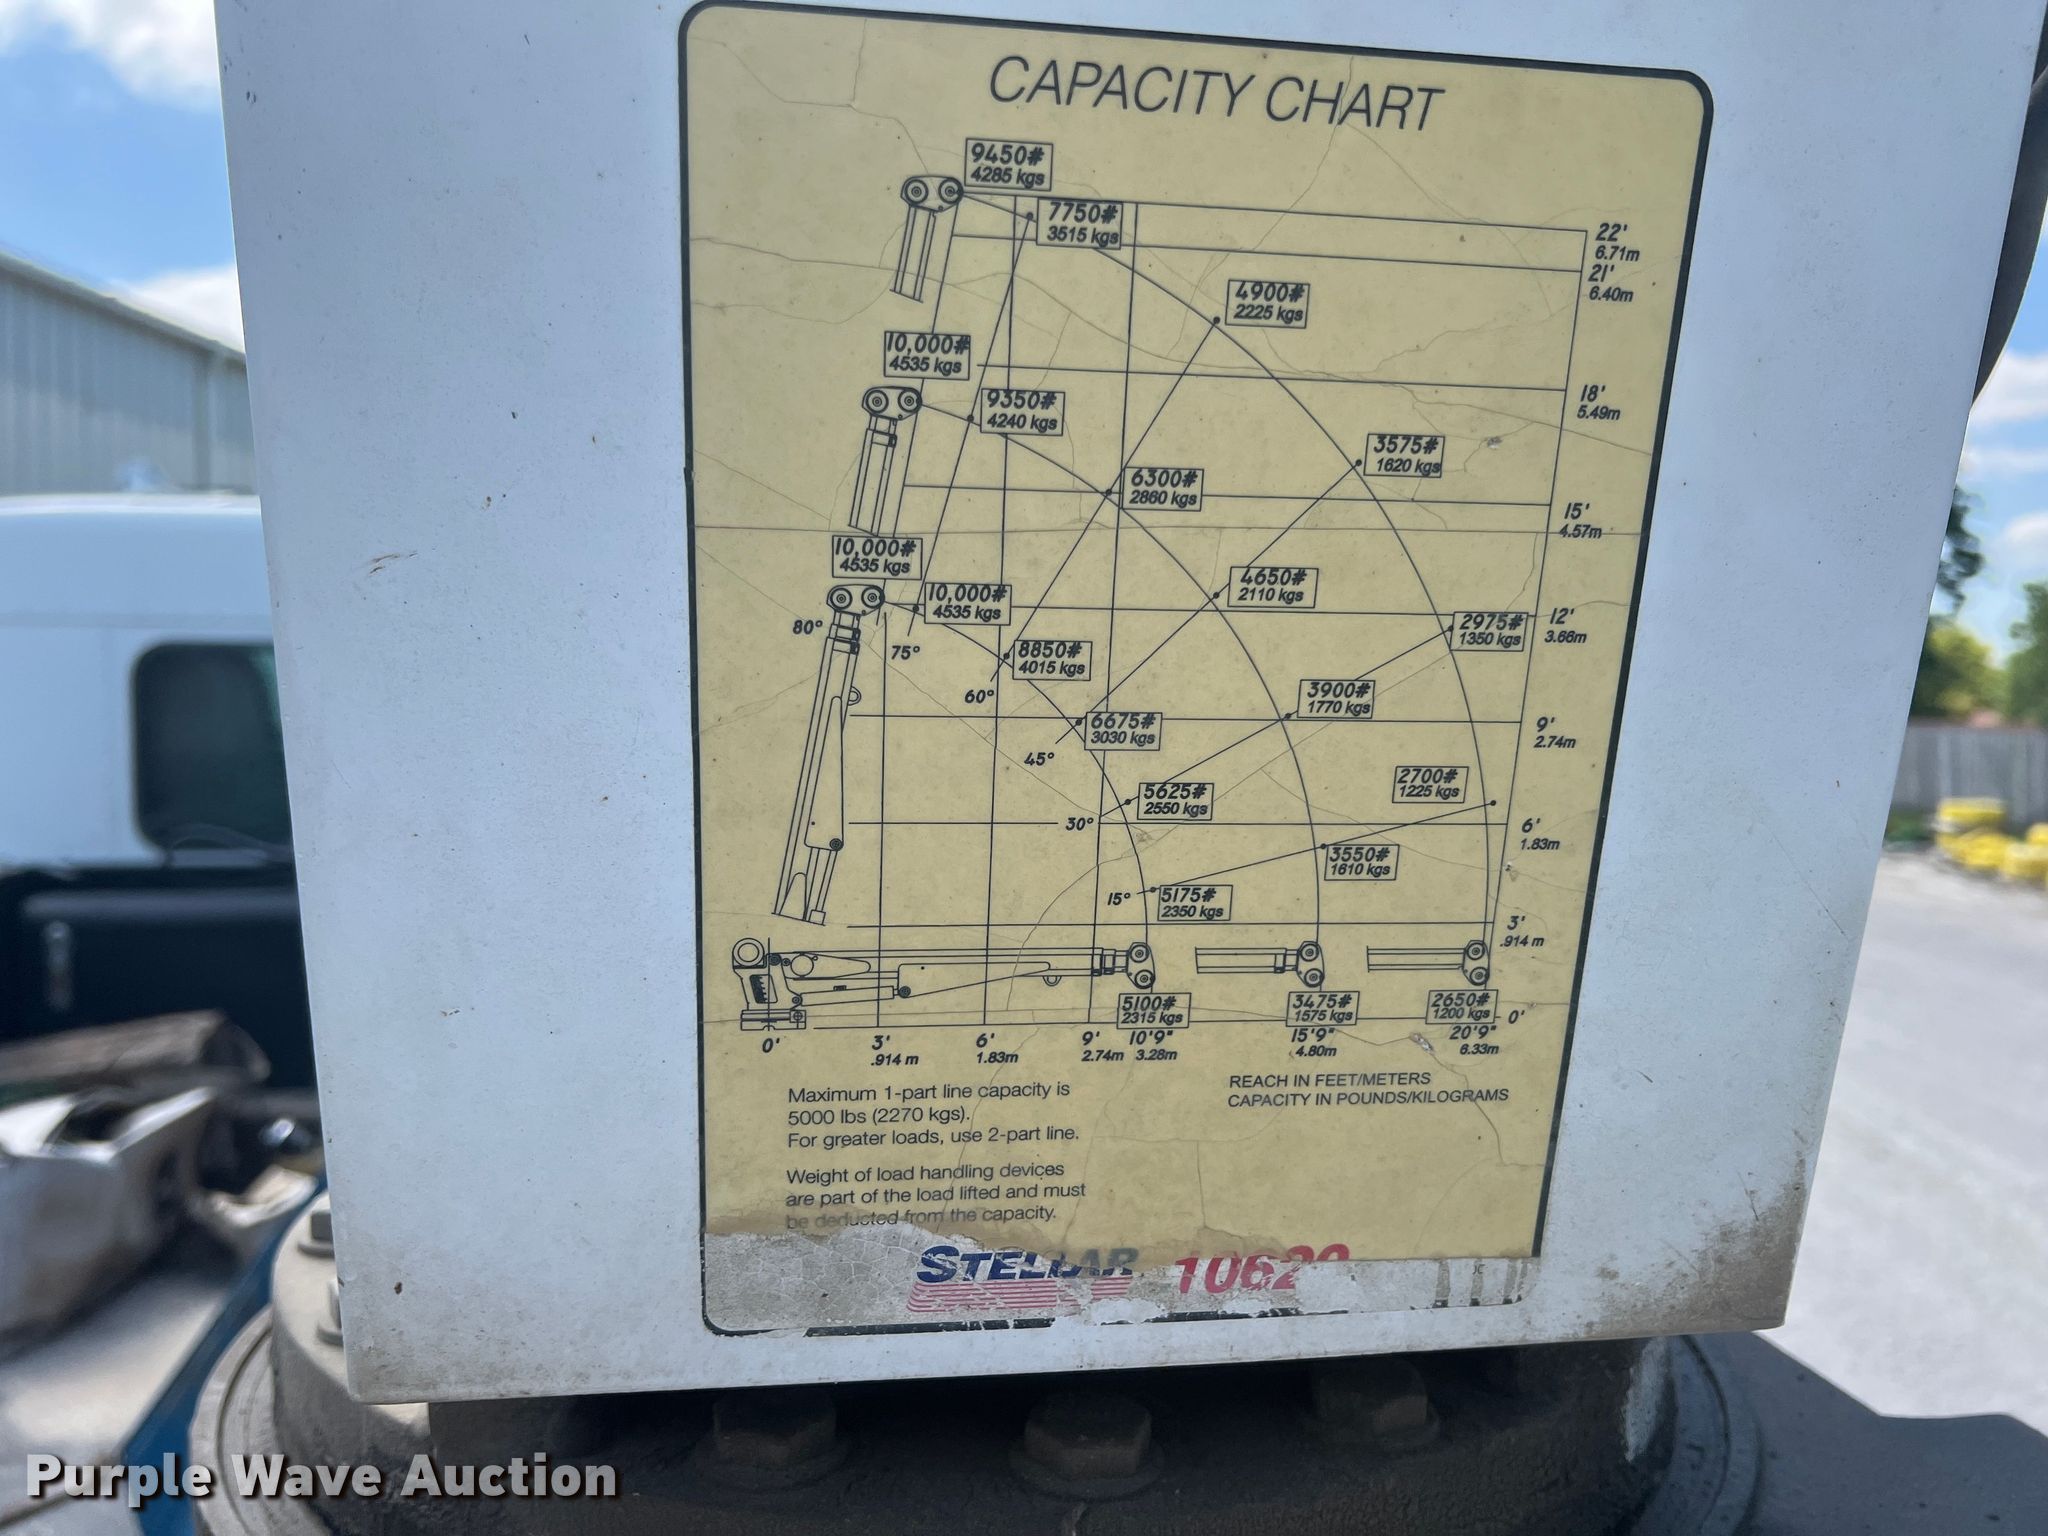 CAPACITY CHART
9450#
4285 kgs
7750#
3515 kgs
22'
6.71m
21'
6.40m
4900#
2225 kgs
10,000#
4535 kgs
18'
5.49m
9350#
4240 kgs
3575#
1620 kgs
6300#
2860 kgs
15'
4.57m
10,000#
4535 kgs
10,000#
4535 kgs
4650#
2110 kgs
80°
75°
2975#
1350 kgs
12'
3.66m
8850#
4015 kgs
60°
3900#
1770 kgs
6675#
3030 kgs
45°
9'
2.74m
2700#
1225 kgs
5625#
2550 kgs
30°
6'
1.83m
3550#
1610 kgs
15°
5175#
2350 kgs
3'
.914 m
5100#
2315 kgs
3475#
1575 kgs
2650#
1200 kgs
0'
0'
3'
.914 m
6'
1.83m
9'
2.74m
10'9"
3.28m
15'9"
4.80m
20'9"
6.33m
Maximum 1-part line capacity is
5000 lbs (2270 kgs).
For greater loads, use 2-part line.
REACH IN FEET/METERS
CAPACITY IN POUNDS/KILOGRAMS
Weight of load handling devices
are part of the load lifted and must
be deducted from the capacity.
STELLAR 10620
Purple Wave Auction